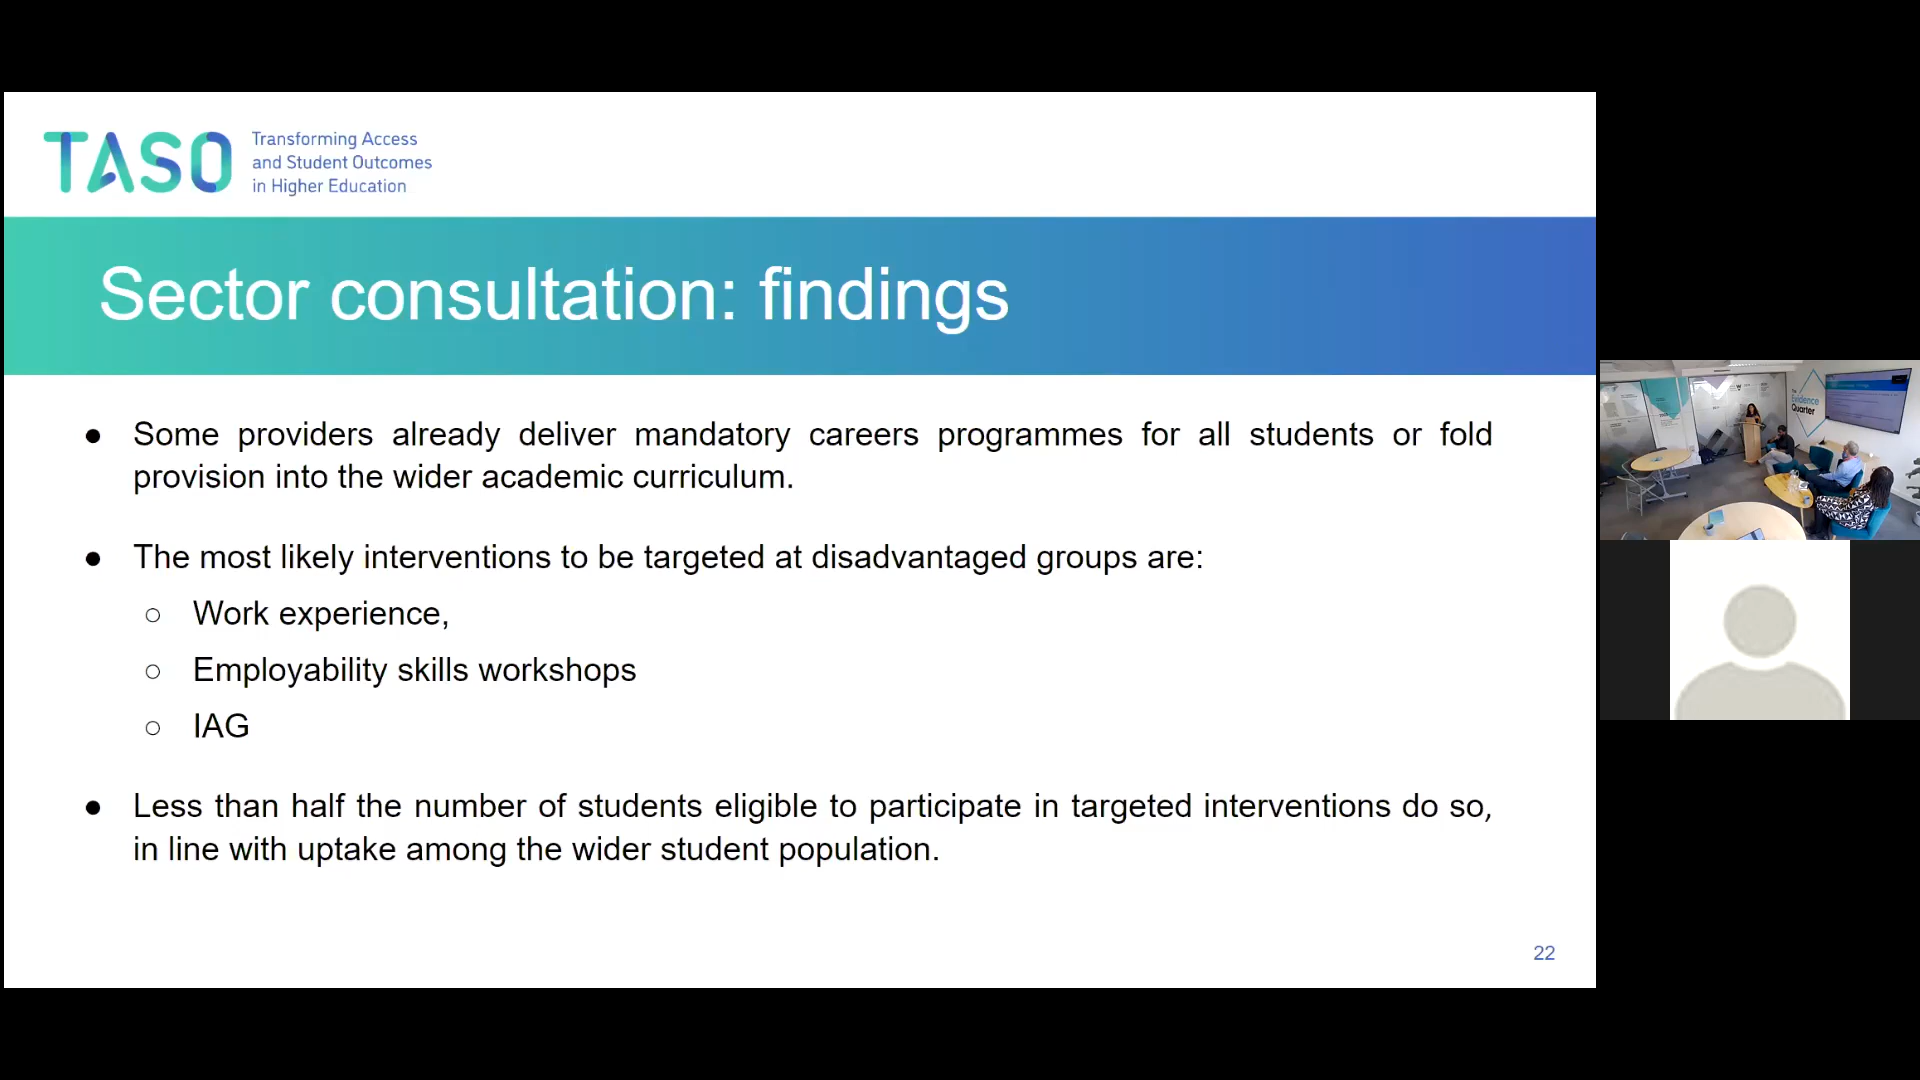 TASO
Transforming Access
and Student Outcomes
in Higher Education
Sector consultation: findings
● Some providers already deliver mandatory careers programmes for all students or fold
provision into the wider academic curriculum.
● The most likely interventions to be targeted at disadvantaged groups are:
○ Work experience,
○ Employability skills workshops
○ IAG
● Less than half the number of students eligible to participate in targeted interventions do so,
in line with uptake among the wider student population.
22
Evidence
Quarter